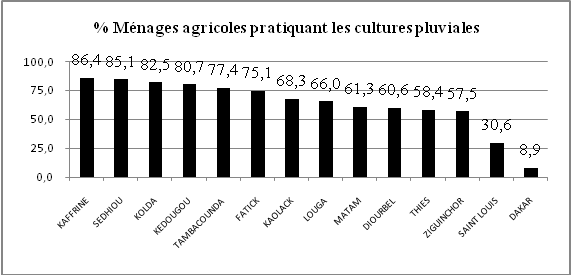 % Ménages agricoles pratiquant les cultures pluviales
100,0
75,0
50,0
25,0
0,0
86,4 85,1 82,5 80,7 77,4 75,1 68,3 66,0 61,3 60,6 58,4 57,5 30,6 8,9
KAFFRINE SEDHIOU KOLDA KEDOUGOU TAMBACOUNDA FATICK KAOLACK LOUGA MATAM DIOURBEL THIES ZIGUINCHOR SAINT LOUIS DAKAR